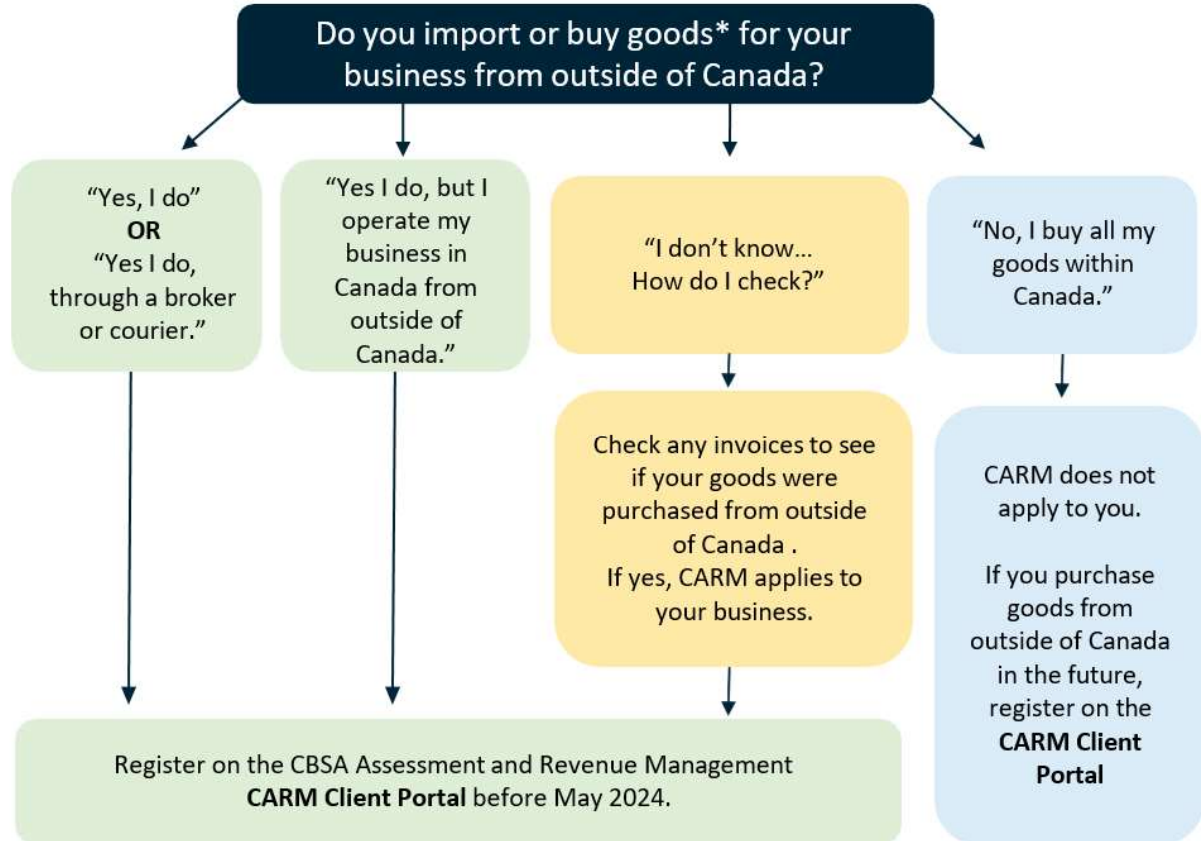 Do you import or buy goods* for your
business from outside of Canada?
“Yes, I do”
OR
“Yes I do,
through a broker
or courier.”
“Yes I do, but I
operate my
business in
Canada from
outside of
Canada.”
“I don’t know…
How do I check?”
“No, I buy all my
goods within
Canada.”
Check any invoices to see
if your goods were
purchased from outside
of Canada .
If yes, CARM applies to
your business.
CARM does not
apply to you.
If you purchase
goods from
outside of Canada
in the future,
register on the
CARM Client
Portal
Register on the CBSA Assessment and Revenue Management
CARM Client Portal before May 2024.